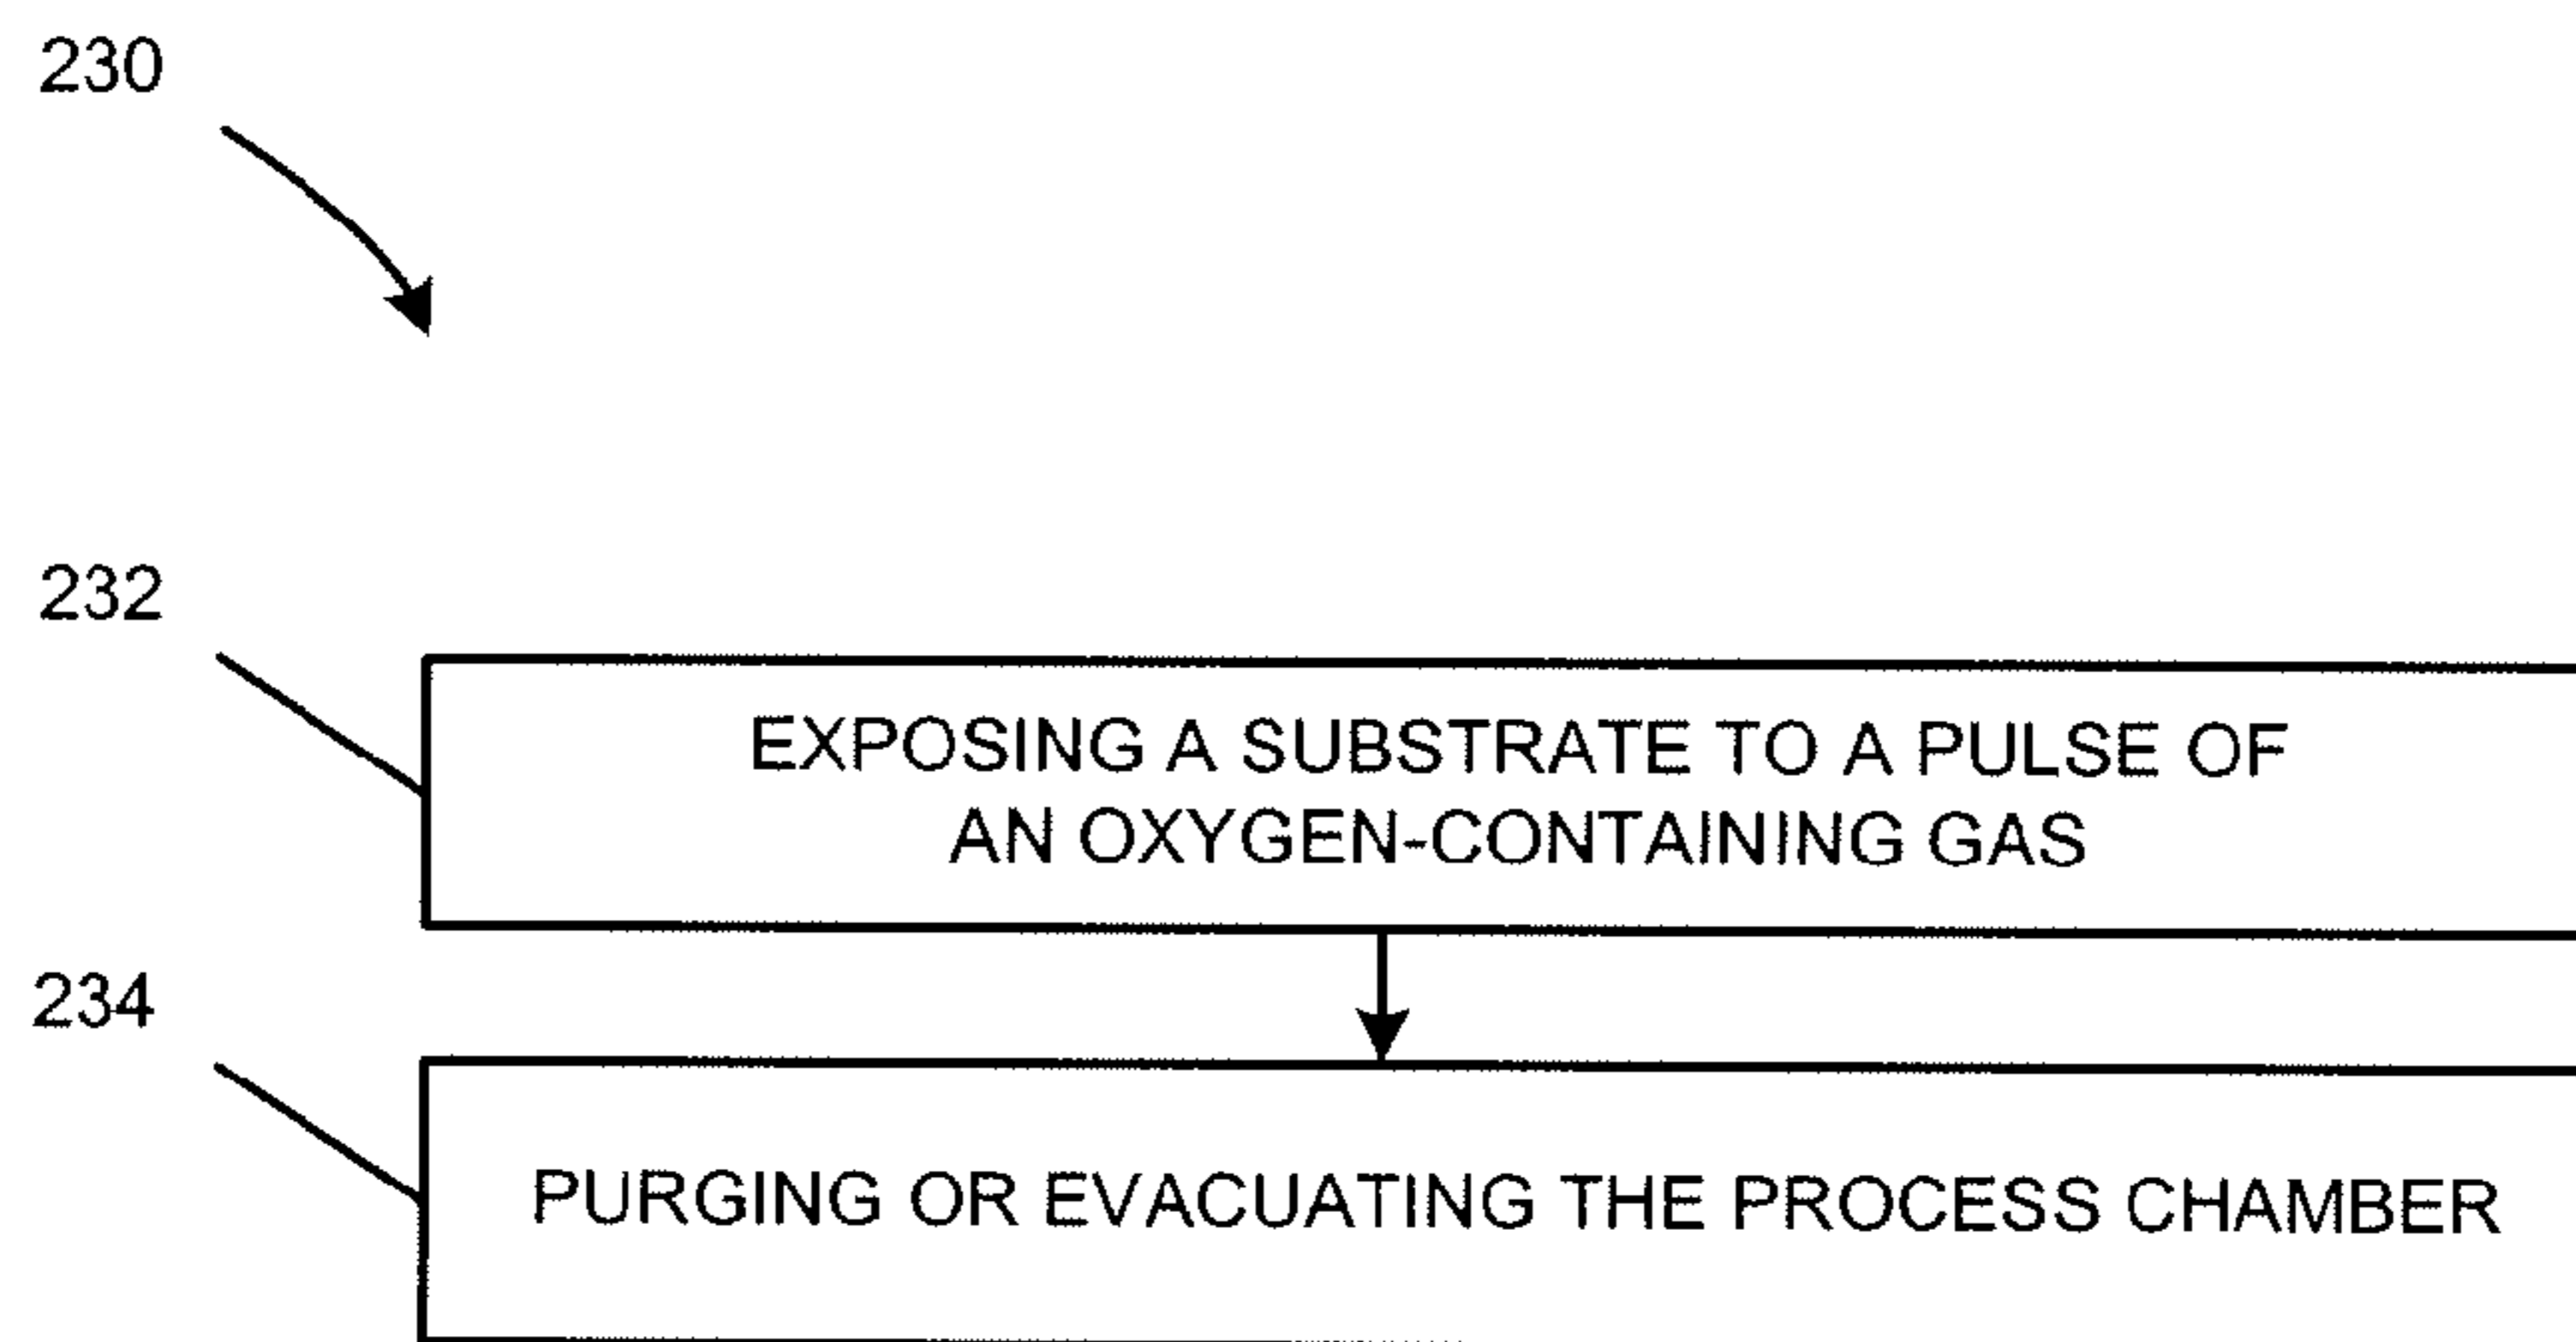 230
232
EXPOSING A SUBSTRATE TO A PULSE OF
AN OXYGEN-CONTAINING GAS
234
PURGING OR EVACUATING THE PROCESS CHAMBER